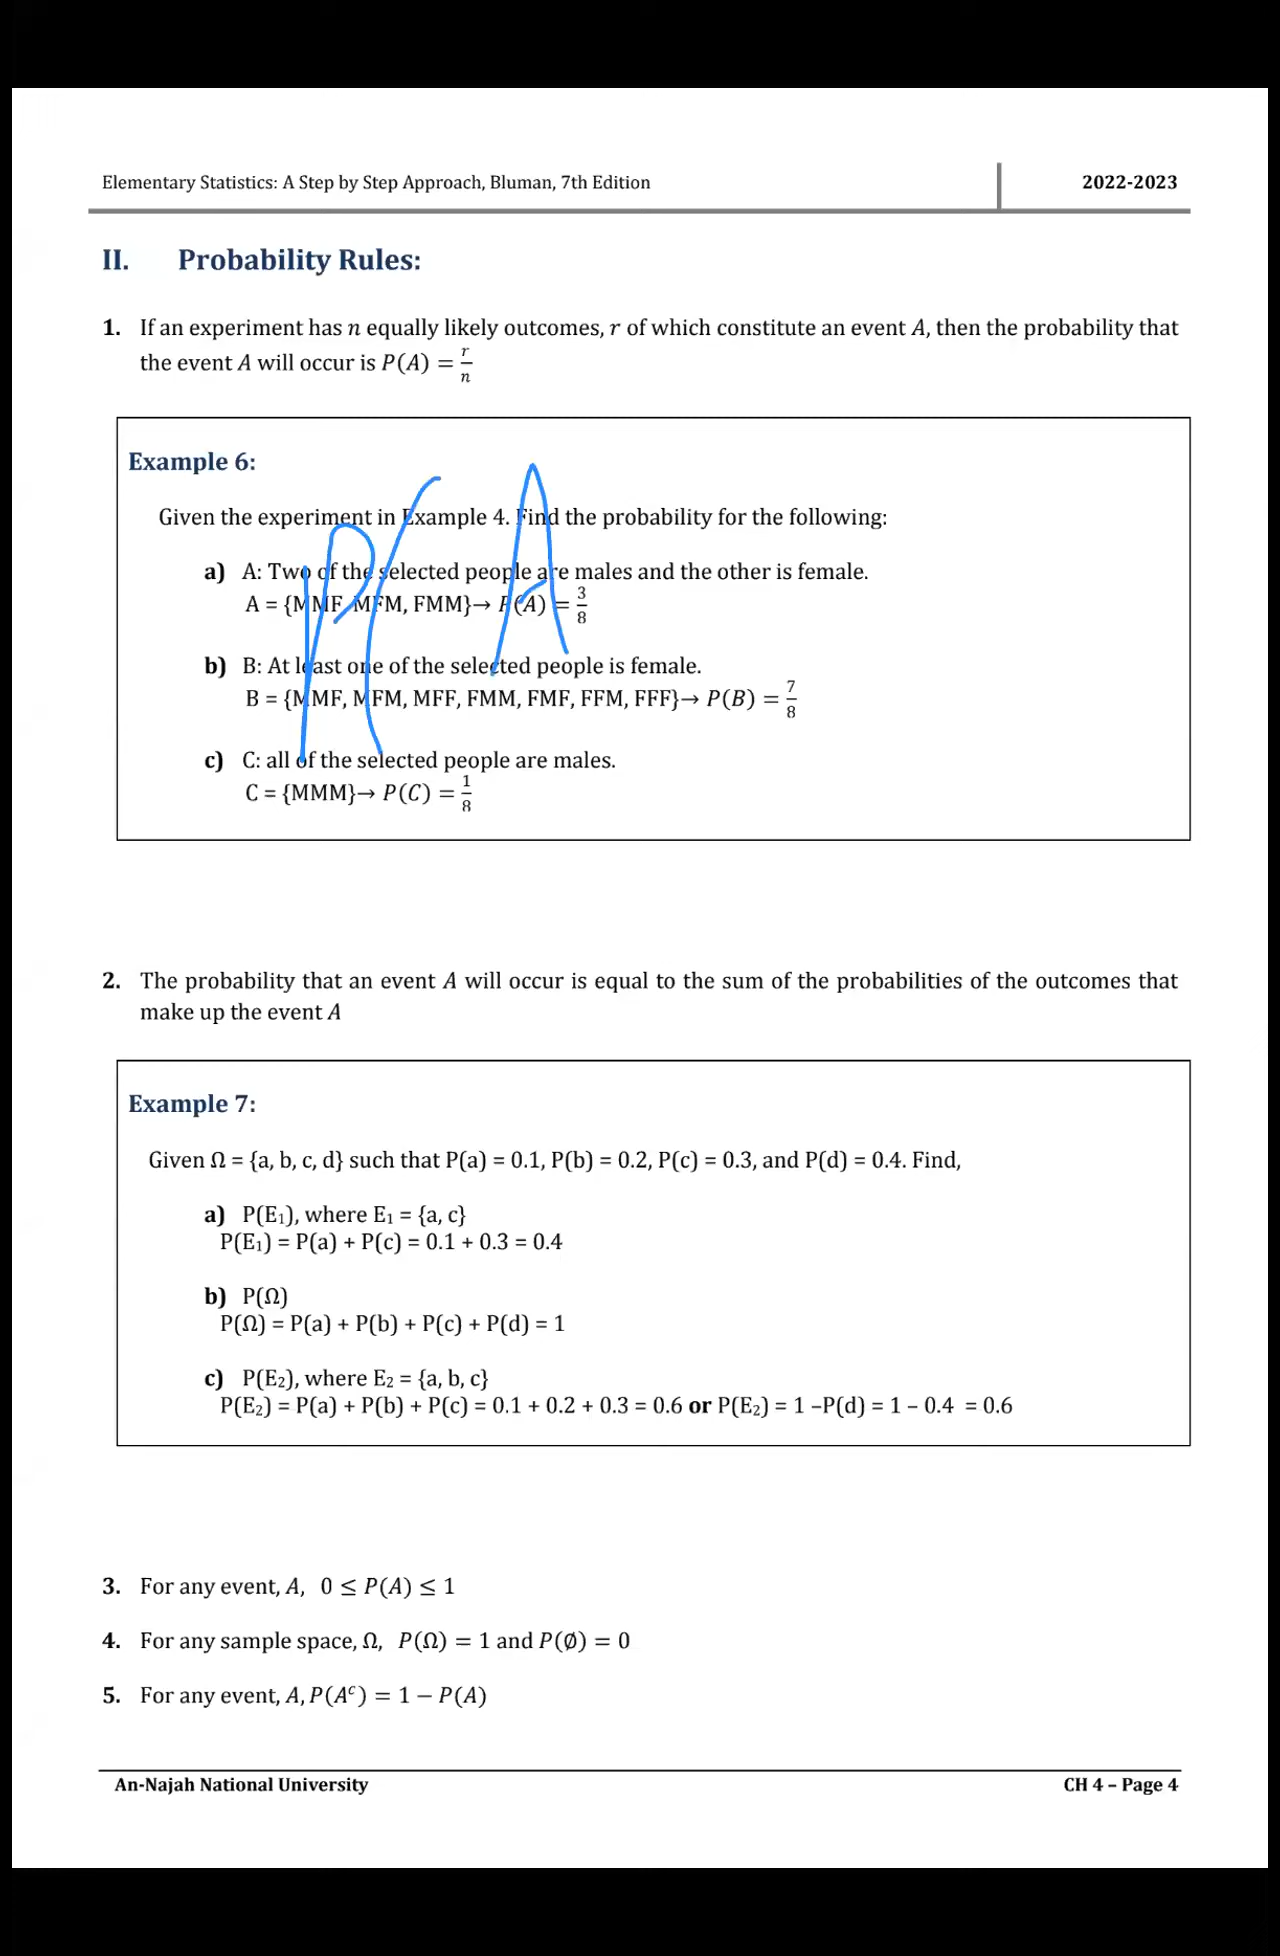 Elementary Statistics: A Step by Step Approach, Bluman, 7th Edition 2022-2023
II. Probability Rules:
1. If an experiment has n equally likely outcomes, r of which constitute an event A, then the probability that
the event A will occur is P(A) = r/n
Example 6:
Given the experiment in Example 4. Find the probability for the following:
a) A: Two of the selected people are males and the other is female.
A = {MMF, MFM, FMM}→ P(A) = 3/8
b) B: At least one of the selected people is female.
B = {MMF, MFM, MFF, FMM, FMF, FFM, FFF}→ P(B) = 7/8
c) C: all of the selected people are males.
C = {MMM}→ P(C) = 1/8
P( A
2. The probability that an event A will occur is equal to the sum of the probabilities of the outcomes that
make up the event A
Example 7:
Given Ω = {a, b, c, d} such that P(a) = 0.1, P(b) = 0.2, P(c) = 0.3, and P(d) = 0.4. Find,
a) P(E₁), where E₁ = {a, c}
P(E₁) = P(a) + P(c) = 0.1 + 0.3 = 0.4
b) P(Ω)
P(Ω) = P(a) + P(b) + P(c) + P(d) = 1
c) P(E₂), where E₂ = {a, b, c}
P(E₂) = P(a) + P(b) + P(c) = 0.1 + 0.2 + 0.3 = 0.6 or P(E₂) = 1 –P(d) = 1 – 0.4 = 0.6
3. For any event, A, 0 ≤ P(A) ≤ 1
4. For any sample space, Ω, P(Ω) = 1 and P(∅) = 0
5. For any event, A, P(Aᶜ) = 1 − P(A)
An-Najah National University CH 4 – Page 4